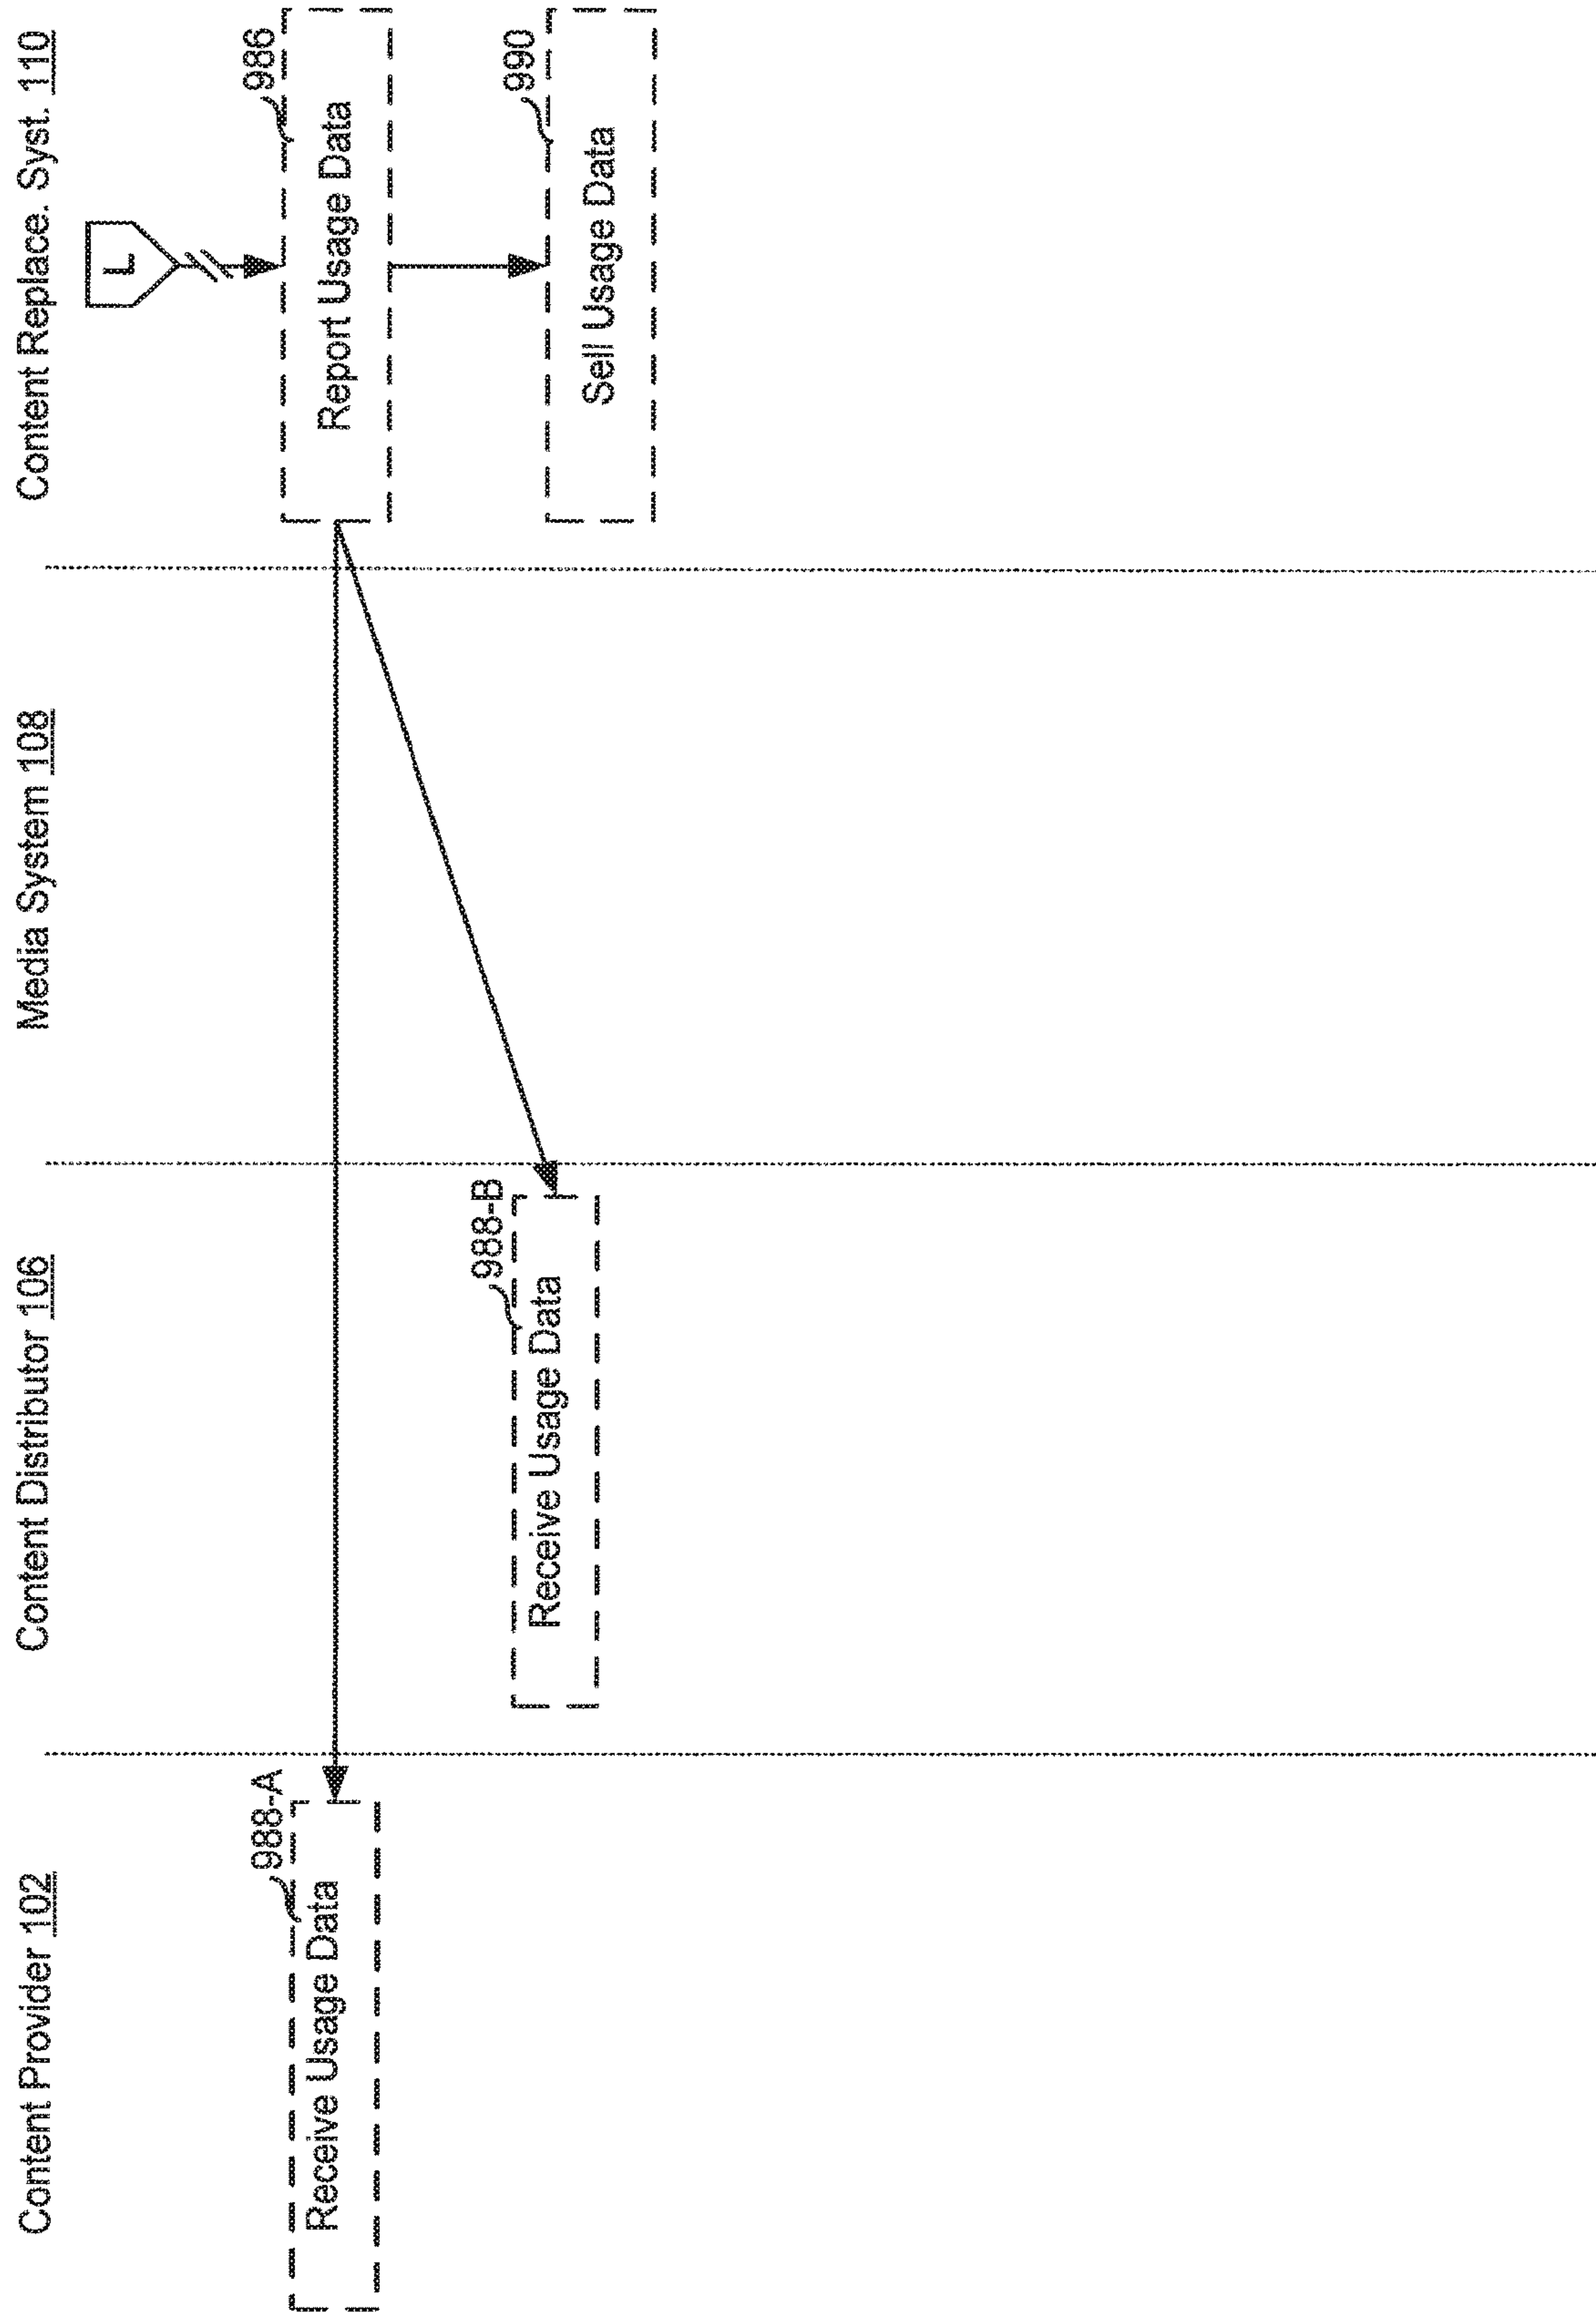 Content Provider 102
Content Distributor 106
Media System 108
Content Replace. Syst. 110
L
986
Report Usage Data
988-A
Receive Usage Data
988-B
Receive Usage Data
990
Sell Usage Data